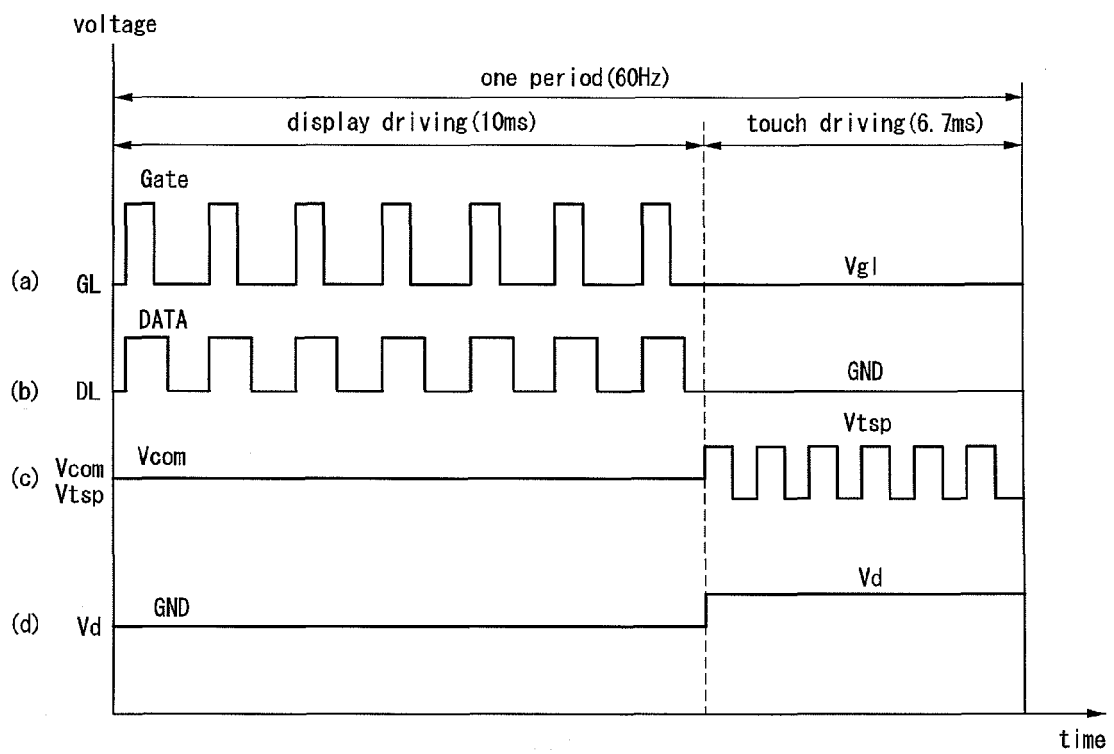 voltage
one period(60Hz)
display driving(10ms)
touch driving(6.7ms)
Gate
(a) GL
Vgl
DATA
(b) DL
GND
Vtsp
(c) Vcom
Vtsp
Vcom
Vd
GND
(d) Vd
time